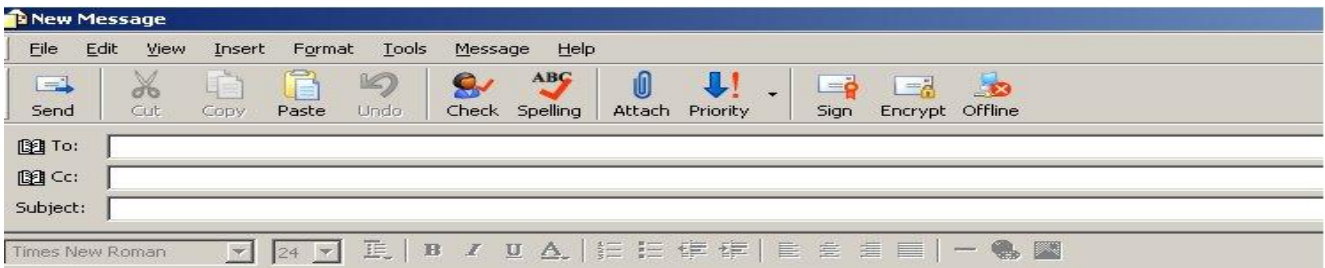 New Message
File Edit View Insert Format Tools Message Help
ABC
Send Cut Copy Paste Undo Check Spelling Attach Priority Sign Encrypt Offline
To:
Cc:
Subject:
Times New Roman 24 B I U A